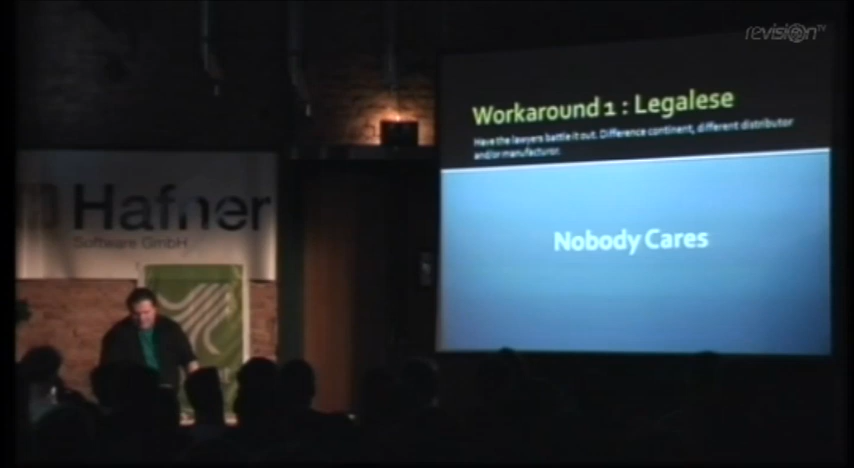 revision TV
Workaround 1 : Legalese
Have the lawyers battle it out. Difference continent, different distributor
and/or manufacturer.
Nobody Cares
Hafner
Software GmbH